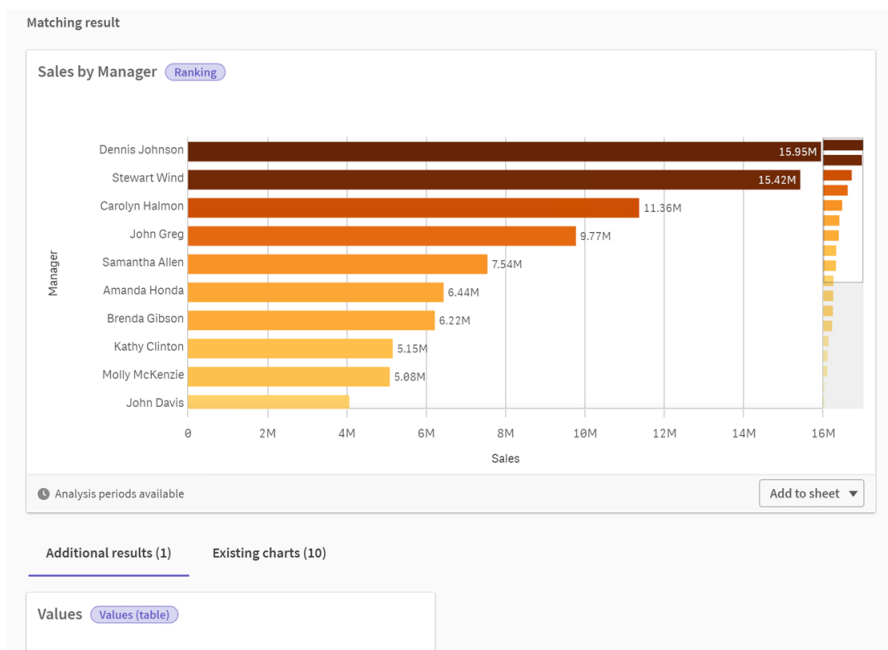 Matching result
Sales by Manager Ranking
Dennis Johnson 15.95M
Stewart Wind 15.42M
Carolyn Halmon 11.36M
John Greg 9.77M
Samantha Allen 7.54M
Amanda Honda 6.44M
Brenda Gibson 6.22M
Kathy Clinton 5.15M
Molly McKenzie 5.08M
John Davis
Manager
0 2M 4M 6M 8M 10M 12M 14M 16M
Sales
Analysis periods available Add to sheet
Additional results (1) Existing charts (10)
Values Values (table)